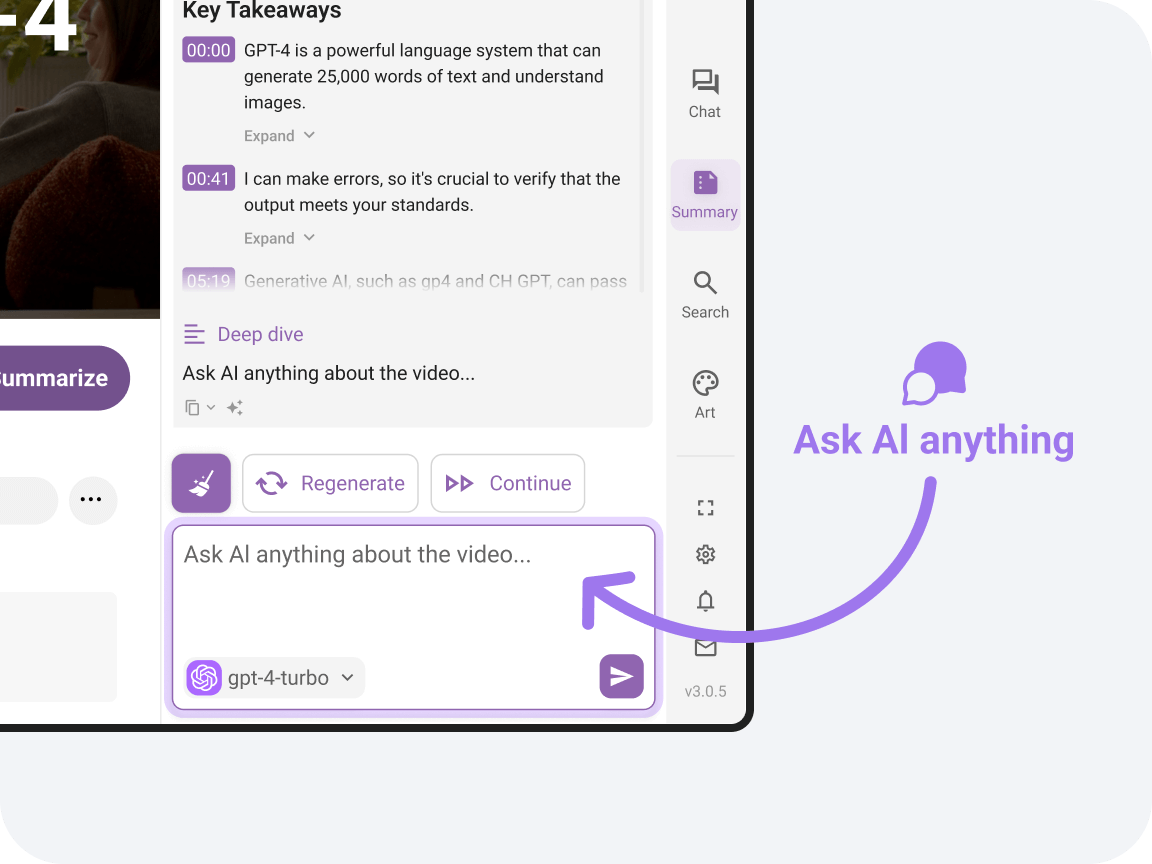 -4
Key Takeaways
00:00 GPT-4 is a powerful language system that can
generate 25,000 words of text and understand
images.
Expand
00:41 I can make errors, so it's crucial to verify that the
output meets your standards.
Expand
05:19 Generative AI, such as gp4 and CH GPT, can pass
Deep dive
Ask AI anything about the video...
Summarize
Regenerate
Continue
Ask AI anything about the video...
gpt-4-turbo
Chat
Summary
Search
Art
v3.0.5
Ask AI anything